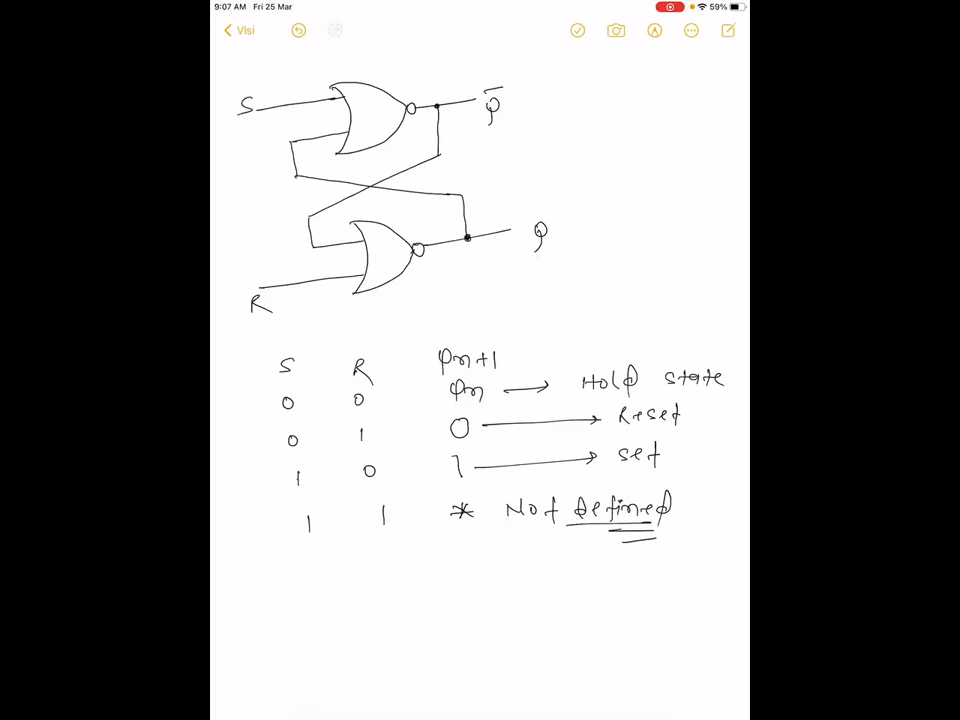 9:07 AM Fri 25 Mar 59%
Vlsi
S
Q̅
Q
R
S R Qn+1
0 0 Qn → Hold state
0 1 0 → Reset
1 0 1 → set
1 1 * Not defined